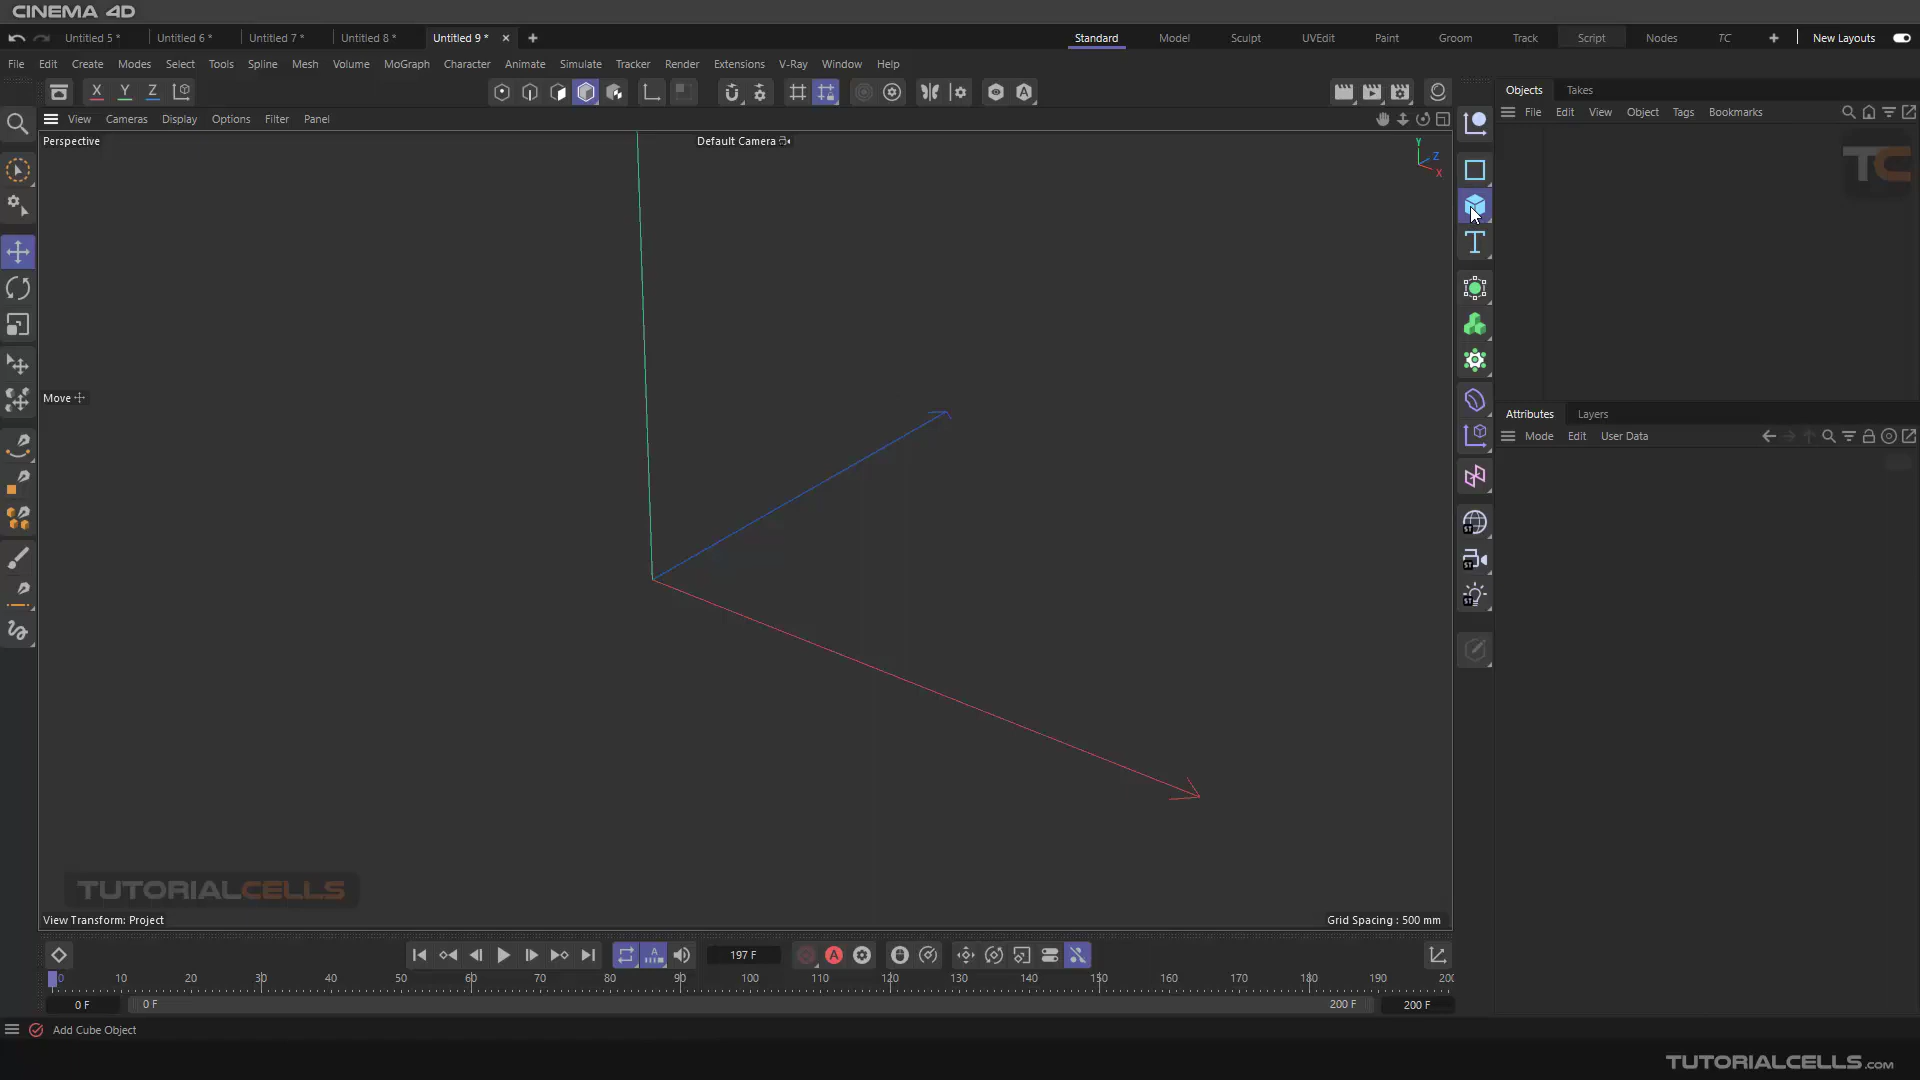 CINEMA 4D
Untitled 5 *
Untitled 6 *
Untitled 7 *
Untitled 8 *
Untitled 9 *
Standard
Model
Sculpt
UVEdit
Paint
Groom
Track
Script
Nodes
TC
New Layouts
File Edit Create Modes Select Tools Spline Mesh Volume MoGraph Character Animate Simulate Tracker Render Extensions V-Ray Window Help
X Y Z
Objects Takes
File Edit View Object Tags Bookmarks
View Cameras Display Options Filter Panel
Perspective
Default Camera
Y
Z
X
TC
Move
Attributes Layers
Mode Edit User Data
ST
ST
ST
TUTORIALCELLS
View Transform: Project
Grid Spacing : 500 mm
197 F
0 10 20 30 40 50 60 70 80 90 100 110 120 130 140 150 160 170 180 190 200
0 F
0 F
200 F
200 F
Add Cube Object
TUTORIALCELLS.com